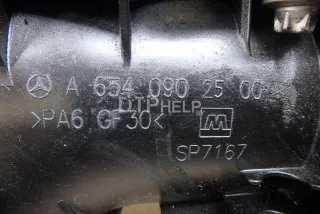 A 654 090 25 00
DTPHELP.
>PA6 GF30<
M
SP7167